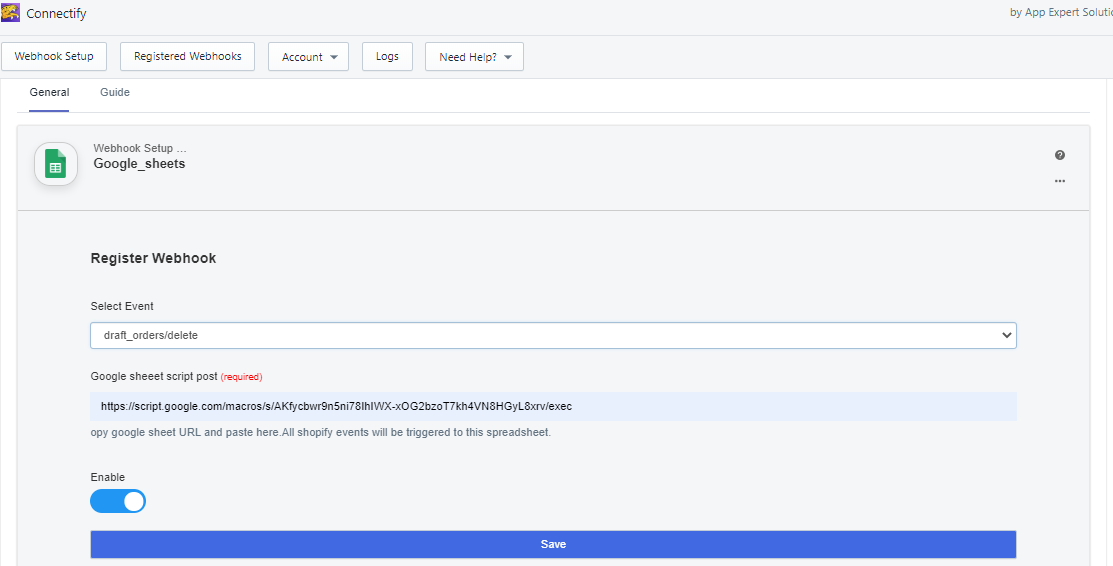 Connectify
by App Expert Soluti
Webhook Setup
Registered Webhooks
Account
Logs
Need Help?
General
Guide
Webhook Setup ...
Google_sheets
Register Webhook
Select Event
draft_orders/delete
Google sheeet script post (required)
https://script.google.com/macros/s/AKfycbwr9n5ni78IhIWX-xOG2bzoT7kh4VN8HGyL8xrv/exec
opy google sheet URL and paste here.All shopify events will be triggered to this spreadsheet.
Enable
Save